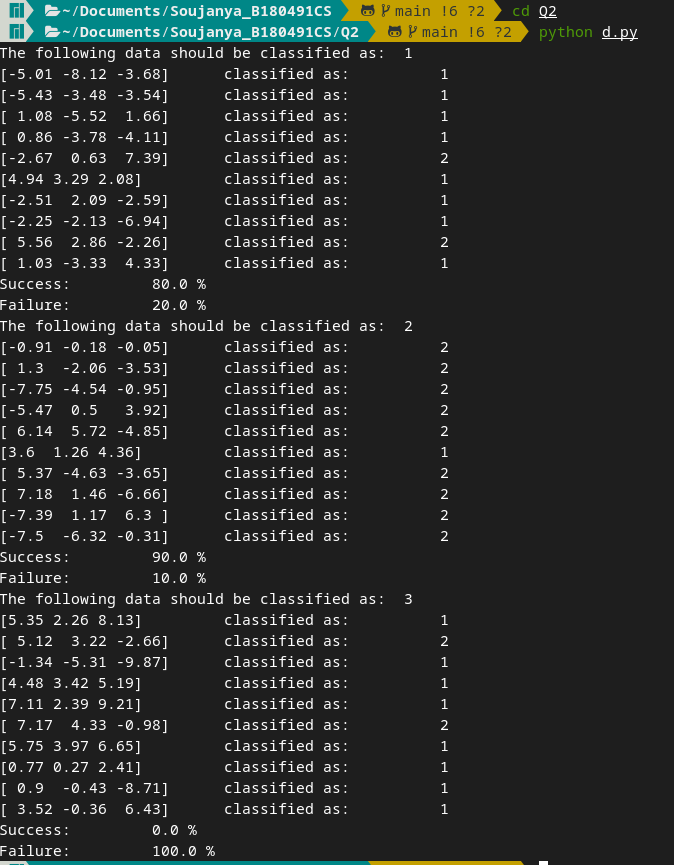 ~/Documents/Soujanya_B180491CS main !6 ?2 cd Q2
~/Documents/Soujanya_B180491CS/Q2 main !6 ?2 python d.py
The following data should be classified as:  1
[-5.01 -8.12 -3.68]      classified as:          1
[-5.43 -3.48 -3.54]      classified as:          1
[ 1.08 -5.52  1.66]      classified as:          1
[ 0.86 -3.78 -4.11]      classified as:          1
[-2.67  0.63  7.39]      classified as:          2
[4.94 3.29 2.08]         classified as:          1
[-2.51  2.09 -2.59]      classified as:          1
[-2.25 -2.13 -6.94]      classified as:          1
[ 5.56  2.86 -2.26]      classified as:          2
[ 1.03 -3.33  4.33]      classified as:          1
Success:         80.0 %
Failure:         20.0 %
The following data should be classified as:  2
[-0.91 -0.18 -0.05]      classified as:          2
[ 1.3  -2.06 -3.53]      classified as:          2
[-7.75 -4.54 -0.95]      classified as:          2
[-5.47  0.5   3.92]      classified as:          2
[ 6.14  5.72 -4.85]      classified as:          2
[3.6  1.26 4.36]         classified as:          1
[ 5.37 -4.63 -3.65]      classified as:          2
[ 7.18  1.46 -6.66]      classified as:          2
[-7.39  1.17  6.3 ]      classified as:          2
[-7.5  -6.32 -0.31]      classified as:          2
Success:         90.0 %
Failure:         10.0 %
The following data should be classified as:  3
[5.35 2.26 8.13]         classified as:          1
[ 5.12  3.22 -2.66]      classified as:          2
[-1.34 -5.31 -9.87]      classified as:          1
[4.48 3.42 5.19]         classified as:          1
[7.11 2.39 9.21]         classified as:          1
[ 7.17  4.33 -0.98]      classified as:          2
[5.75 3.97 6.65]         classified as:          1
[0.77 0.27 2.41]         classified as:          1
[ 0.9  -0.43 -8.71]      classified as:          1
[ 3.52 -0.36  6.43]      classified as:          1
Success:         0.0 %
Failure:         100.0 %